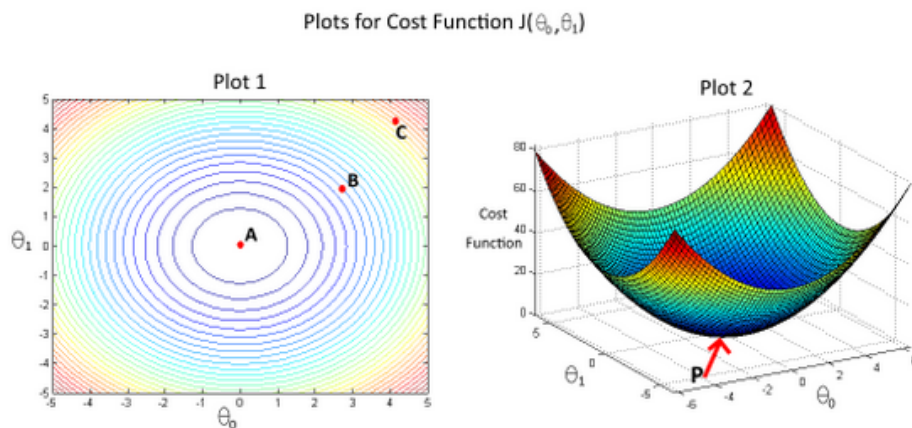 Plots for Cost Function J(θ₀,θ₁)
Plot 1
5
4
3
2
1
0
-1
-2
-3
-4
-5
θ₁
C
B
A
-5 -4 -3 -2 -1 0 1 2 3 4 5
θ₀
Plot 2
80
60
40
20
0
Cost
Function
5
0
-5
θ₁
P
-6 -4 -2 0 2 4 6
θ₀